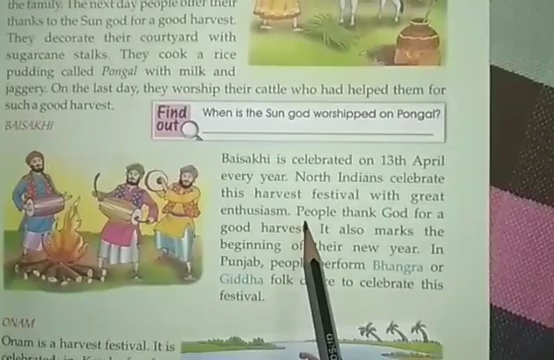 the family. The next day people offer their
thanks to the Sun god for a good harvest.
They decorate their courtyard with
sugarcane stalks. They cook a rice
pudding called Pongal with milk and
jaggery. On the last day, they worship their cattle who had helped them for
such a good harvest.
Find out When is the Sun god worshipped on Pongal?
BAISAKHI
Baisakhi is celebrated on 13th April
every year. North Indians celebrate
this harvest festival with great
enthusiasm. People thank God for a
good harvest It also marks the
beginning of their new year. In
Punjab, people perform Bhangra or
Giddha folk to celebrate this
festival.
ONAM
Onam is a harvest festival. It is
celebrated in